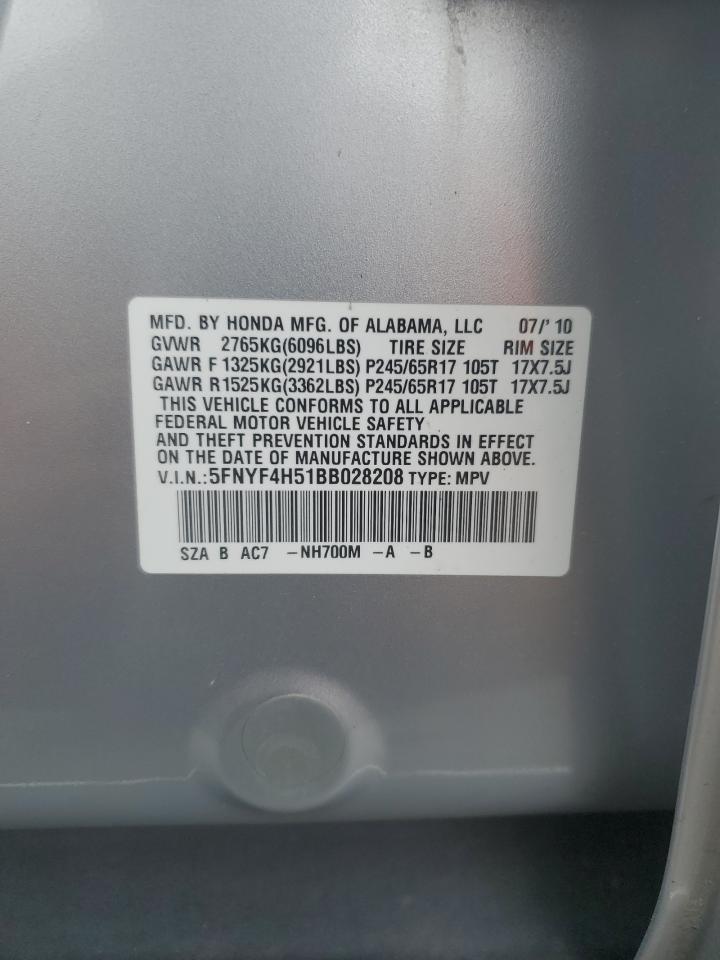 MFD. BY HONDA MFG. OF ALABAMA, LLC 07/'10
GVWR 2765KG(6096LBS) TIRE SIZE RIM SIZE
GAWR F 1325KG(2921LBS) P245/65R17 105T 17X7.5J
GAWR R 1525KG(3362LBS) P245/65R17 105T 17X7.5J
THIS VEHICLE CONFORMS TO ALL APPLICABLE
FEDERAL MOTOR VEHICLE SAFETY
AND THEFT PREVENTION STANDARDS IN EFFECT
ON THE DATE OF MANUFACTURE SHOWN ABOVE.
V.I.N.:5FNYF4H51BB028208 TYPE: MPV
SZA B AC7 -NH700M -A -B